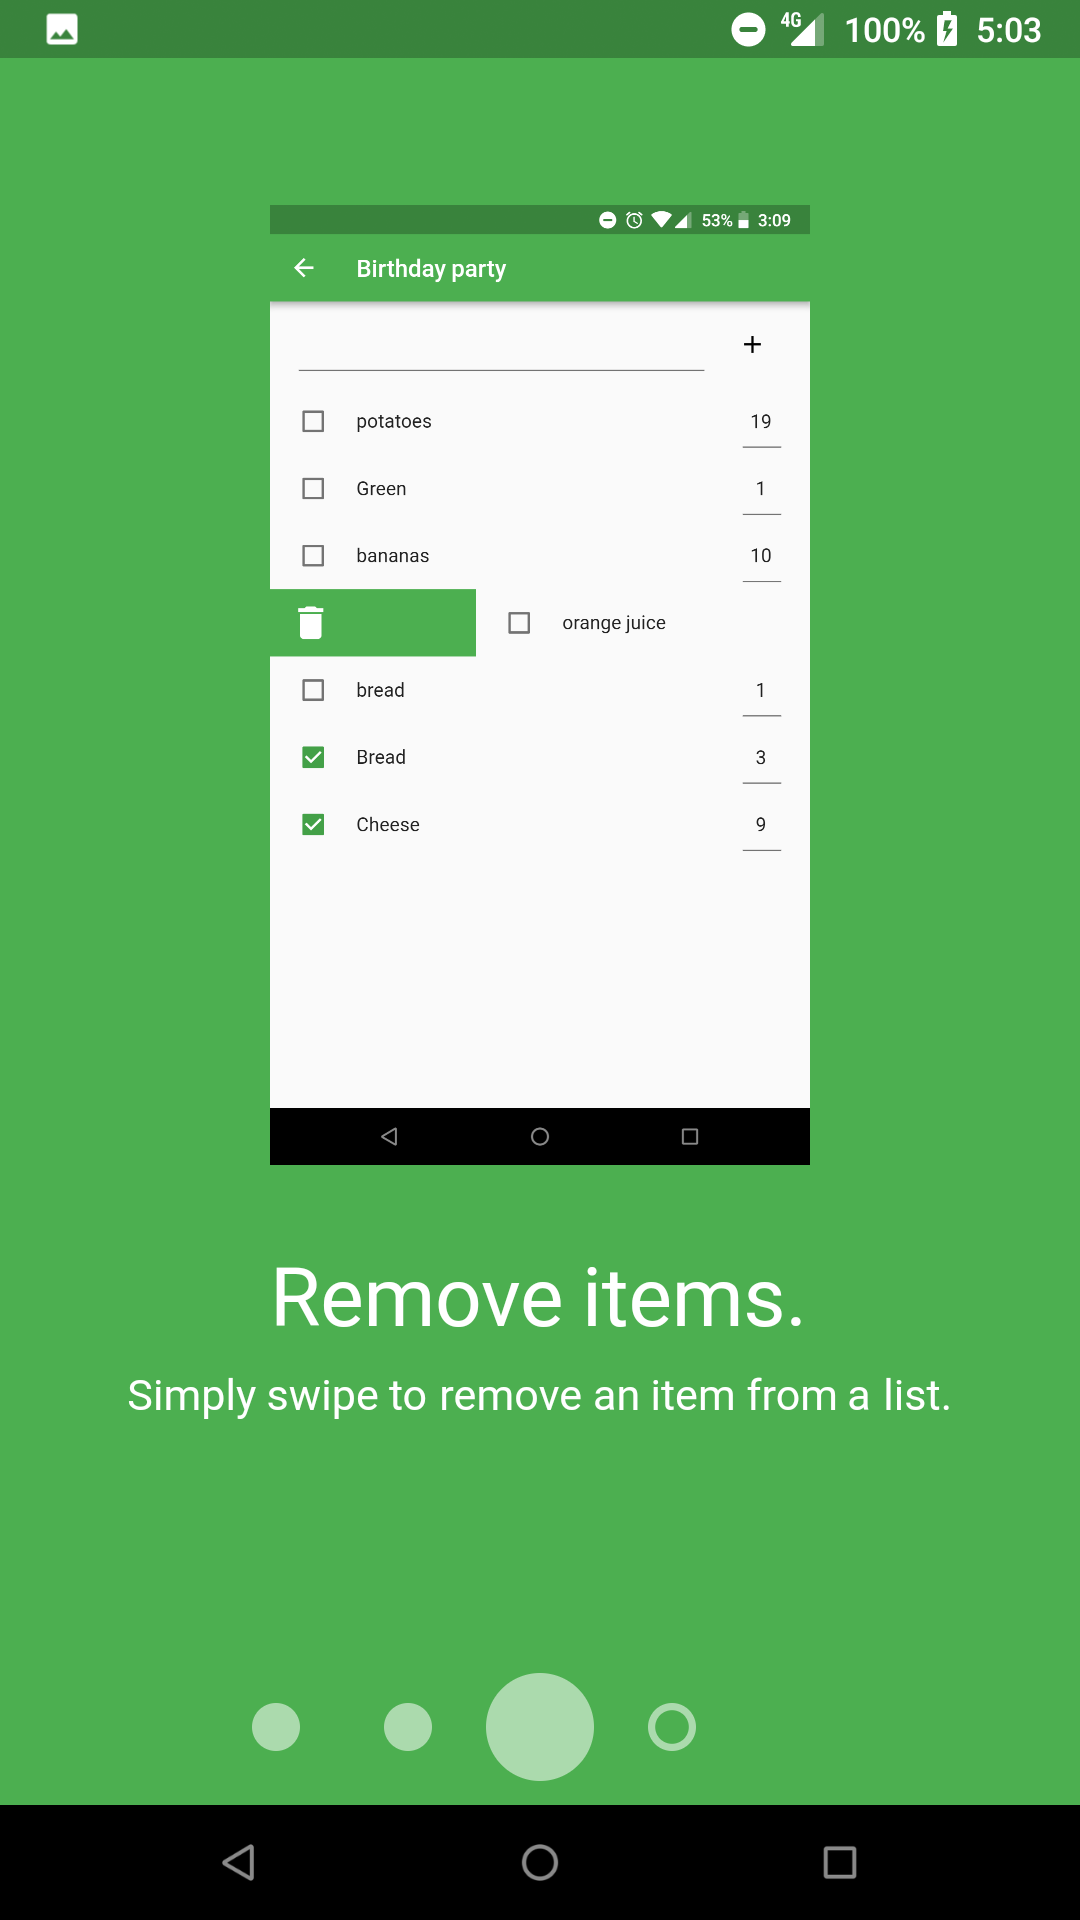 4G 100% 5:03
53% 3:09
Birthday party
+
potatoes 19
Green 1
bananas 10
orange juice
bread 1
Bread 3
Cheese 9
Remove items.
Simply swipe to remove an item from a list.